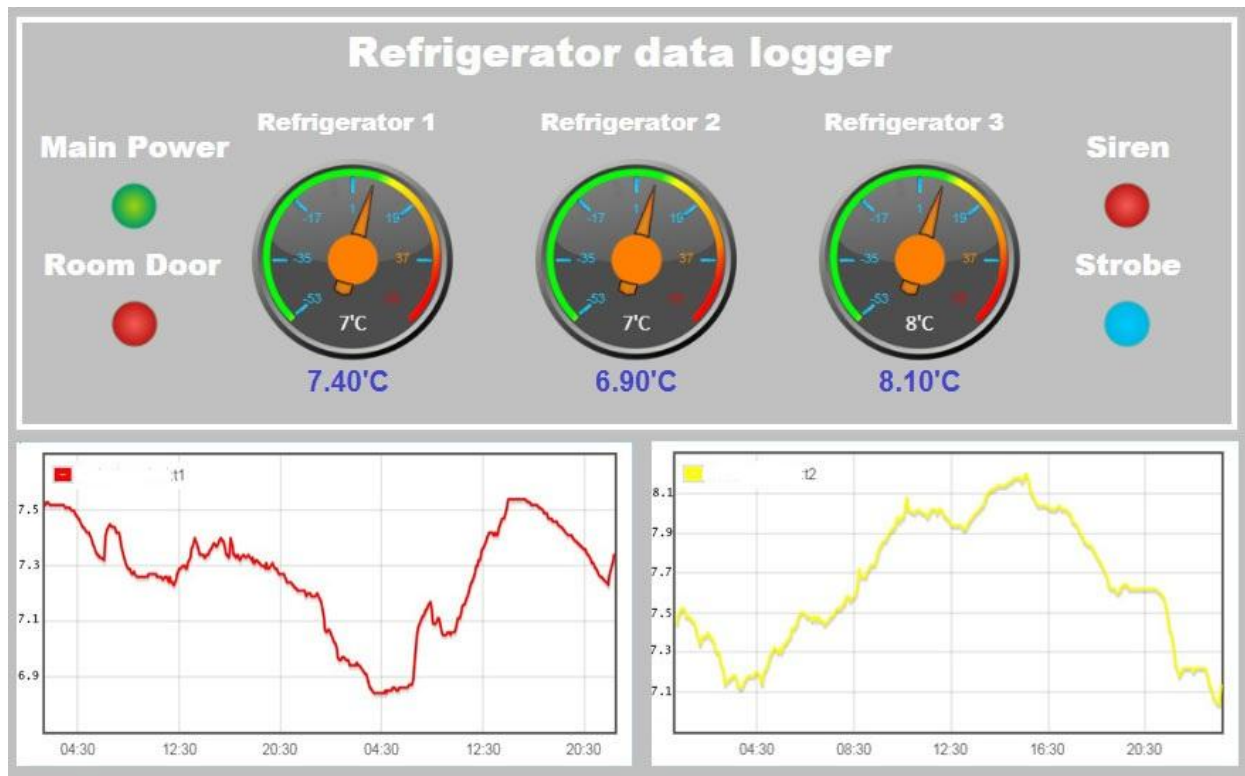 Refrigerator data logger
Main Power
Room Door
Refrigerator 1
-53
-35
-17
1
19
37
7'C
7.40'C
Refrigerator 2
-53
-35
-17
1
19
37
7'C
6.90'C
Refrigerator 3
-53
-35
-17
1
19
37
8'C
8.10'C
Siren
Strobe
:t1
7.5
7.3
7.1
6.9
04:30 12:30 20:30 04:30 12:30 20:30
:t2
8.1
7.9
7.7
7.5
7.3
7.1
04:30 08:30 12:30 16:30 20:30